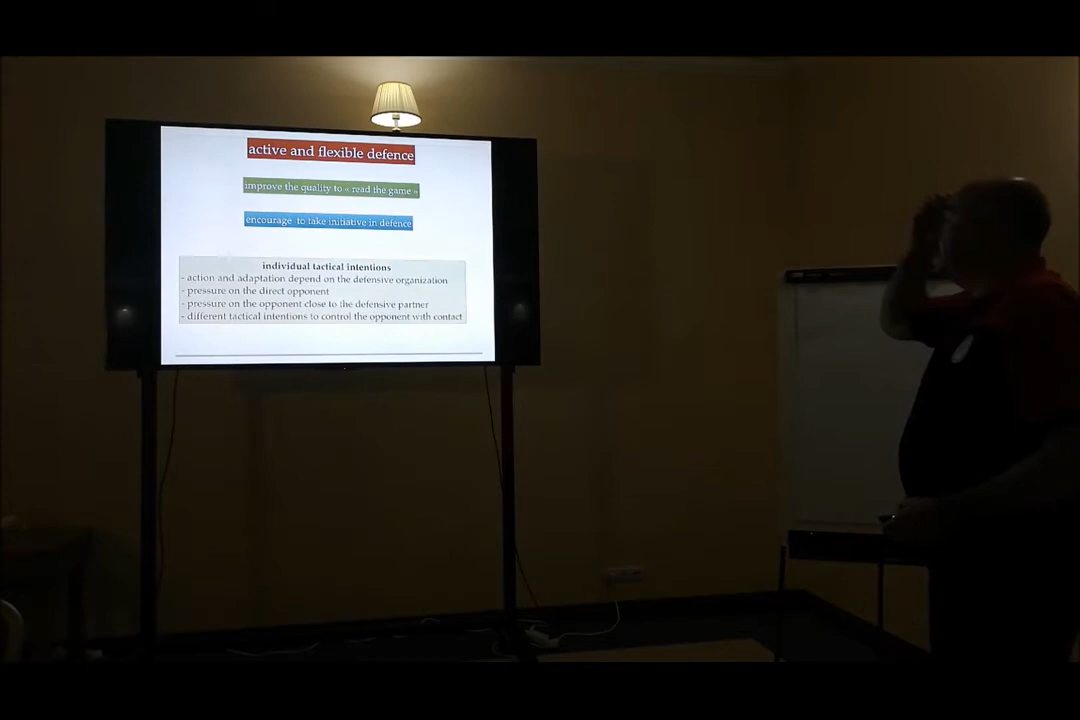 active and flexible defence
improve the quality to « read the game »
encourage  to take initiative in defence
individual tactical intentions
- action and adaptation depend on the defensive organization
- pressure on the direct opponent
- pressure on the opponent close to the defensive partner
- different tactical intentions to control the opponent with contact